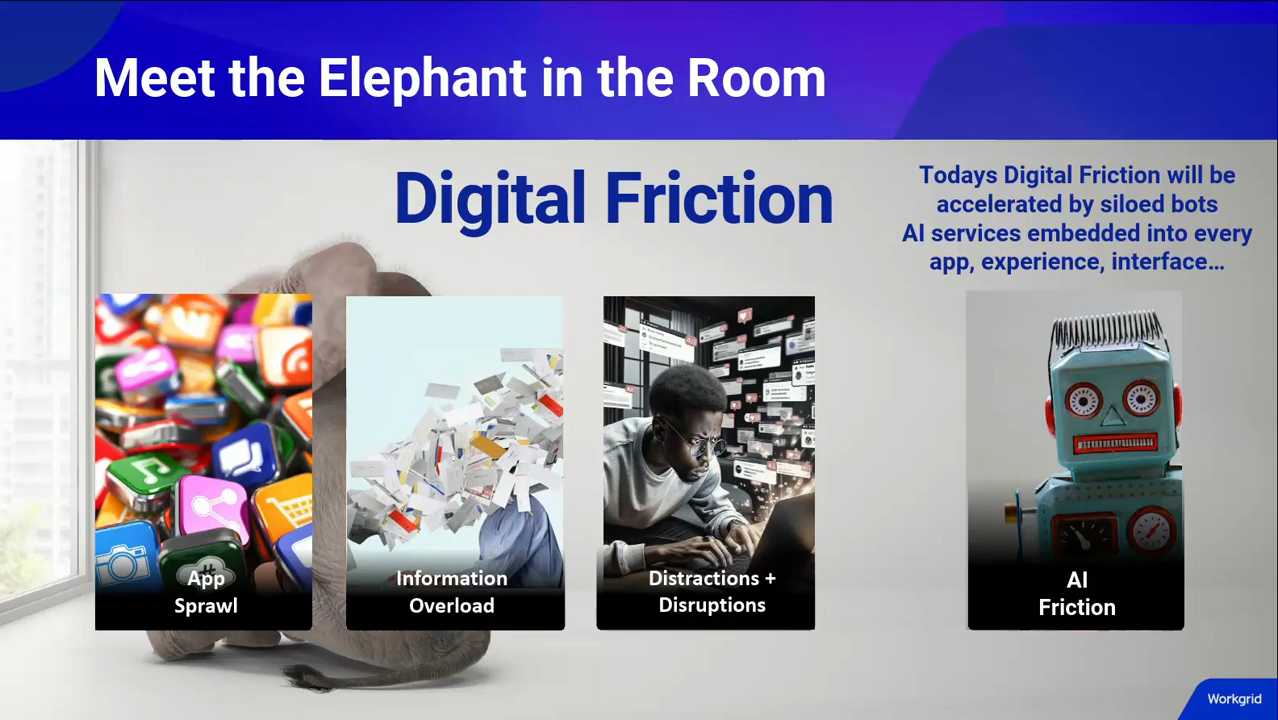 Meet the Elephant in the Room
Digital Friction
Todays Digital Friction will be
accelerated by siloed bots
AI services embedded into every
app, experience, interface...
App
Sprawl
Information
Overload
Distractions +
Disruptions
AI
Friction
Workgrid